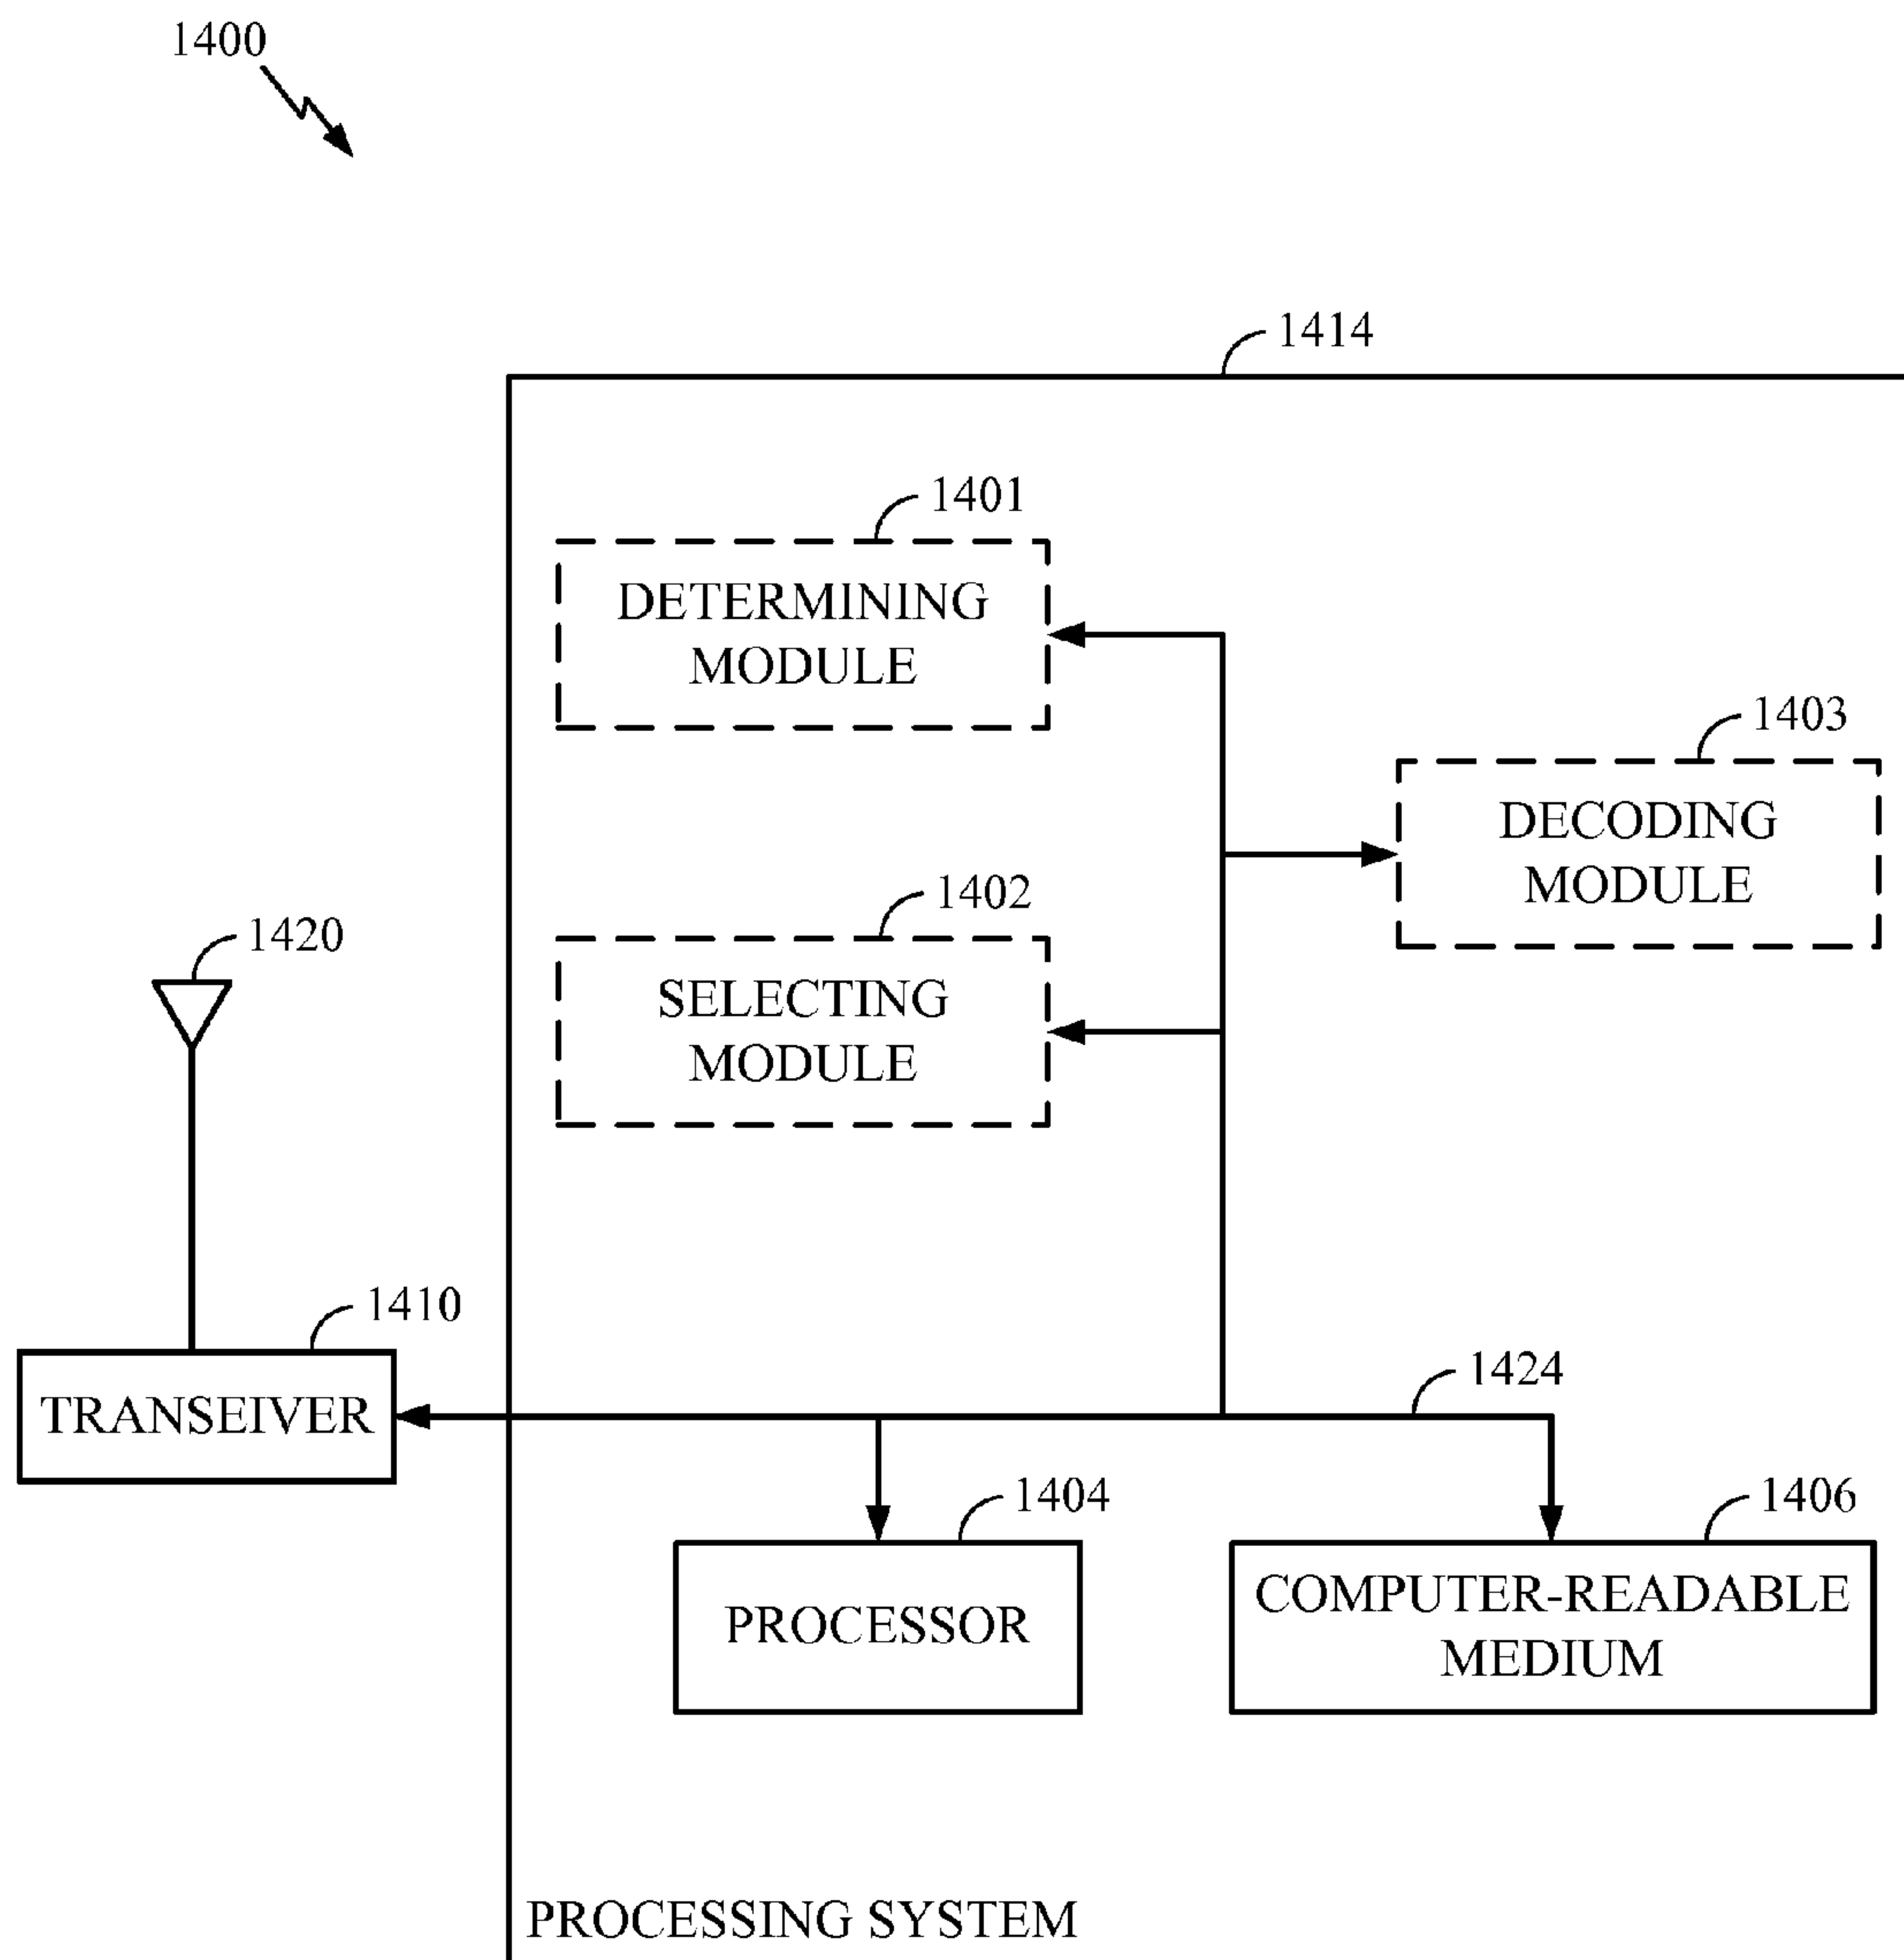 1400
1414
1401
DETERMINING
MODULE
1403
DECODING
MODULE
1402
SELECTING
MODULE
1420
1410
TRANSEIVER
1424
1404
PROCESSOR
1406
COMPUTER-READABLE
MEDIUM
PROCESSING SYSTEM